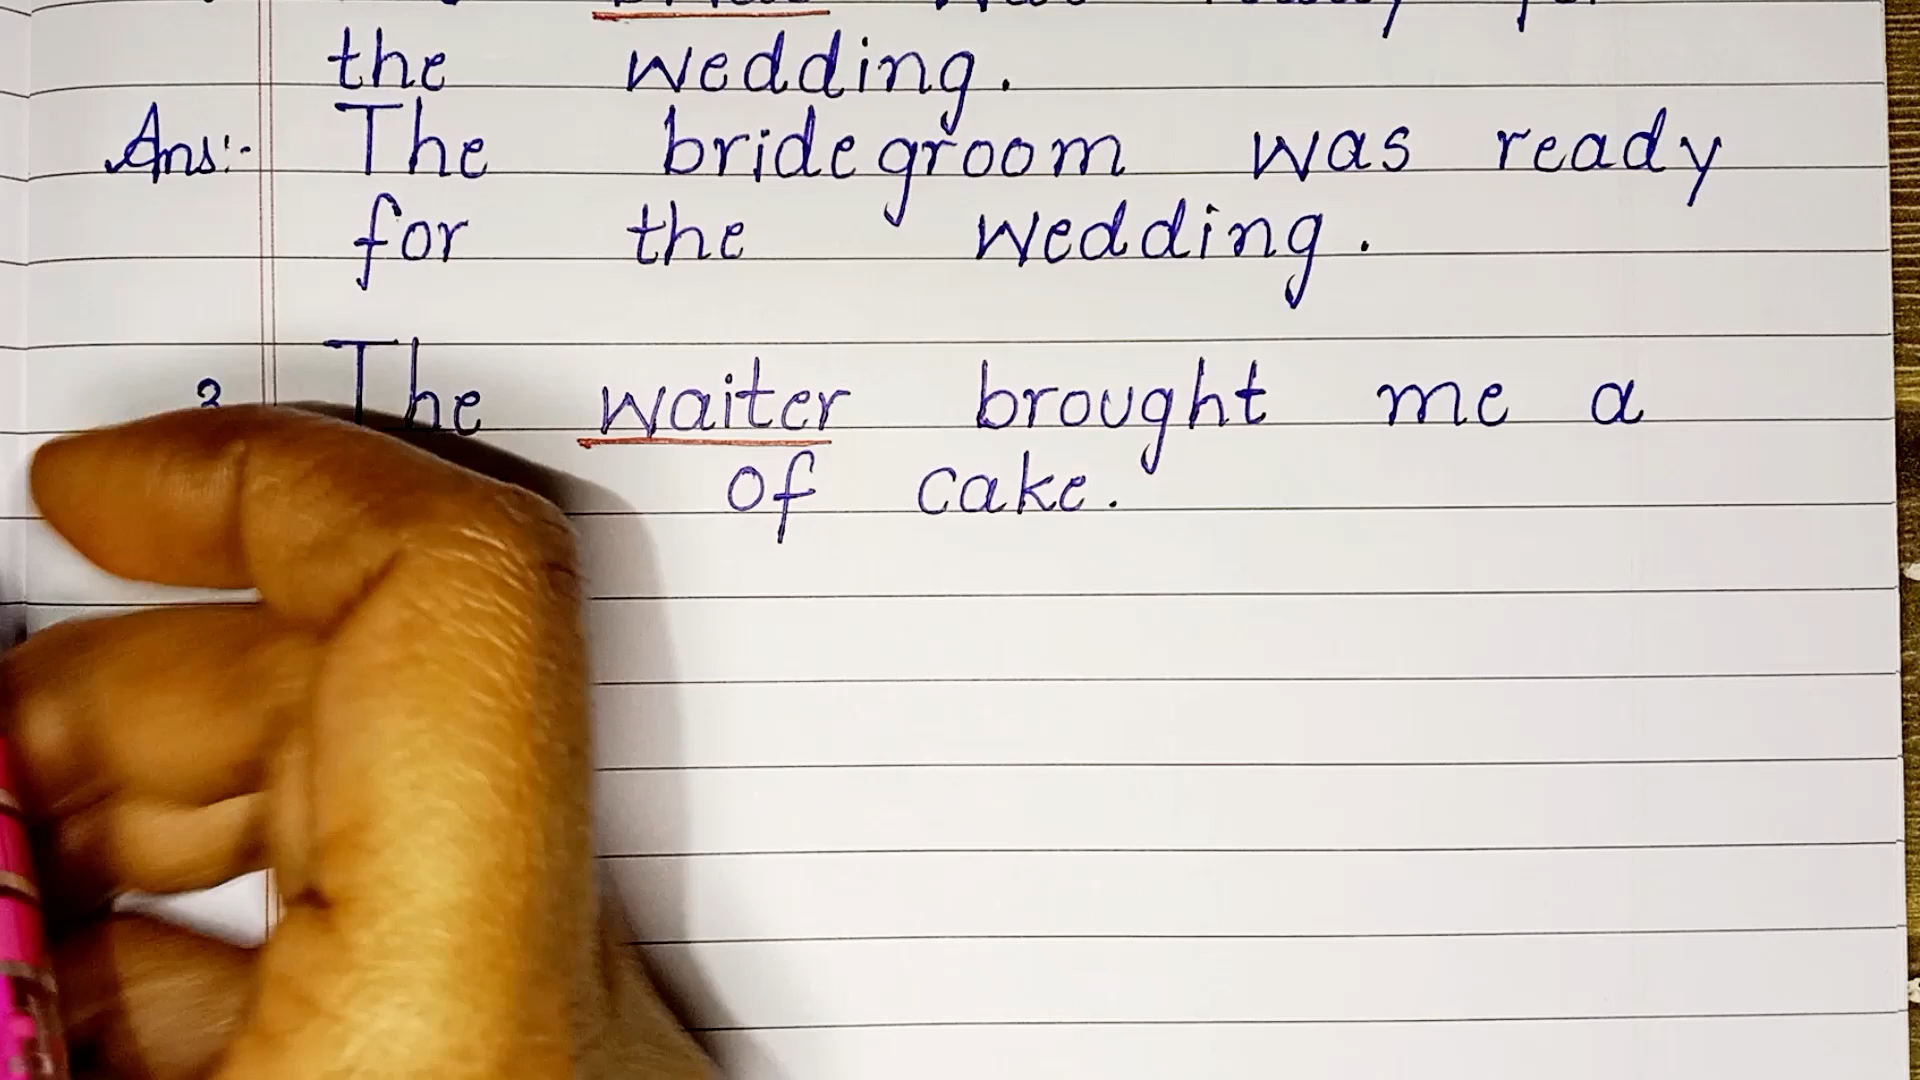 the wedding.
Ans:- The bridegroom was ready
for the wedding.
The waiter brought me a
of cake.